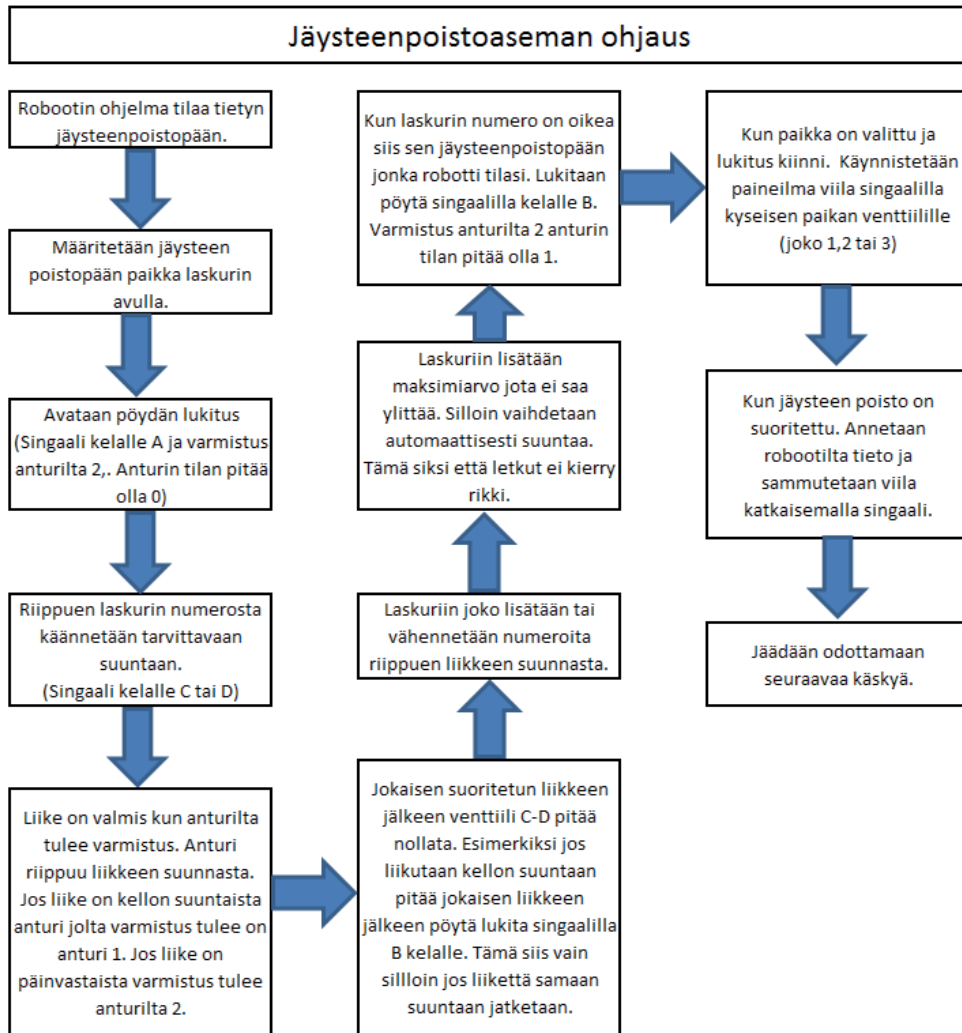 Jäysteenpoistoaseman ohjaus
Robootin ohjelma tilaa tietyn
jäysteenpoistopään.
Määritetään jäysteen
poistopään paikka laskurin
avulla.
Avataan pöydän lukitus
(Singaali kelalle A ja varmistus
anturilta 2,. Anturin tilan pitää
olla 0)
Riippuen laskurin numerosta
käännetään tarvittavaan
suuntaan.
(Singaali kelalle C tai D)
Liike on valmis kun anturilta
tulee varmistus. Anturi
riippuu liikkeen suunnasta.
Jos liike on kellon suuntaista
anturi jolta varmistus tulee on
anturi 1. Jos liike on
päinvastaista varmistus tulee
anturilta 2.
Jokaisen suoritetun liikkeen
jälkeen venttiili C-D pitää
nollata. Esimerkiksi jos
liikutaan kellon suuntaan
pitää jokaisen liikkeen
jälkeen pöytä lukita singaalilla
B kelalle. Tämä siis vain
sillloin jos liikettä samaan
suuntaan jatketaan.
Laskuriin joko lisätään tai
vähennetään numeroita
riippuen liikkeen suunnasta.
Laskuriin lisätään
maksimiarvo jota ei saa
ylittää. Silloin vaihdetaan
automaattisesti suuntaa.
Tämä siksi että letkut ei kierry
rikki.
Kun laskurin numero on oikea
siis sen jäysteenpoistopään
jonka robotti tilasi. Lukitaan
pöytä singaalilla kelalle B.
Varmistus anturilta 2 anturin
tilan pitää olla 1.
Kun paikka on valittu ja
lukitus kiinni.  Käynnistetään
paineilma viila singaalilla
kyseisen paikan venttiilille
(joko 1,2 tai 3)
Kun jäysteen poisto on
suoritettu. Annetaan
robootilta tieto ja
sammutetaan viila
katkaisemalla singaali.
Jäädään odottamaan
seuraavaa käskyä.